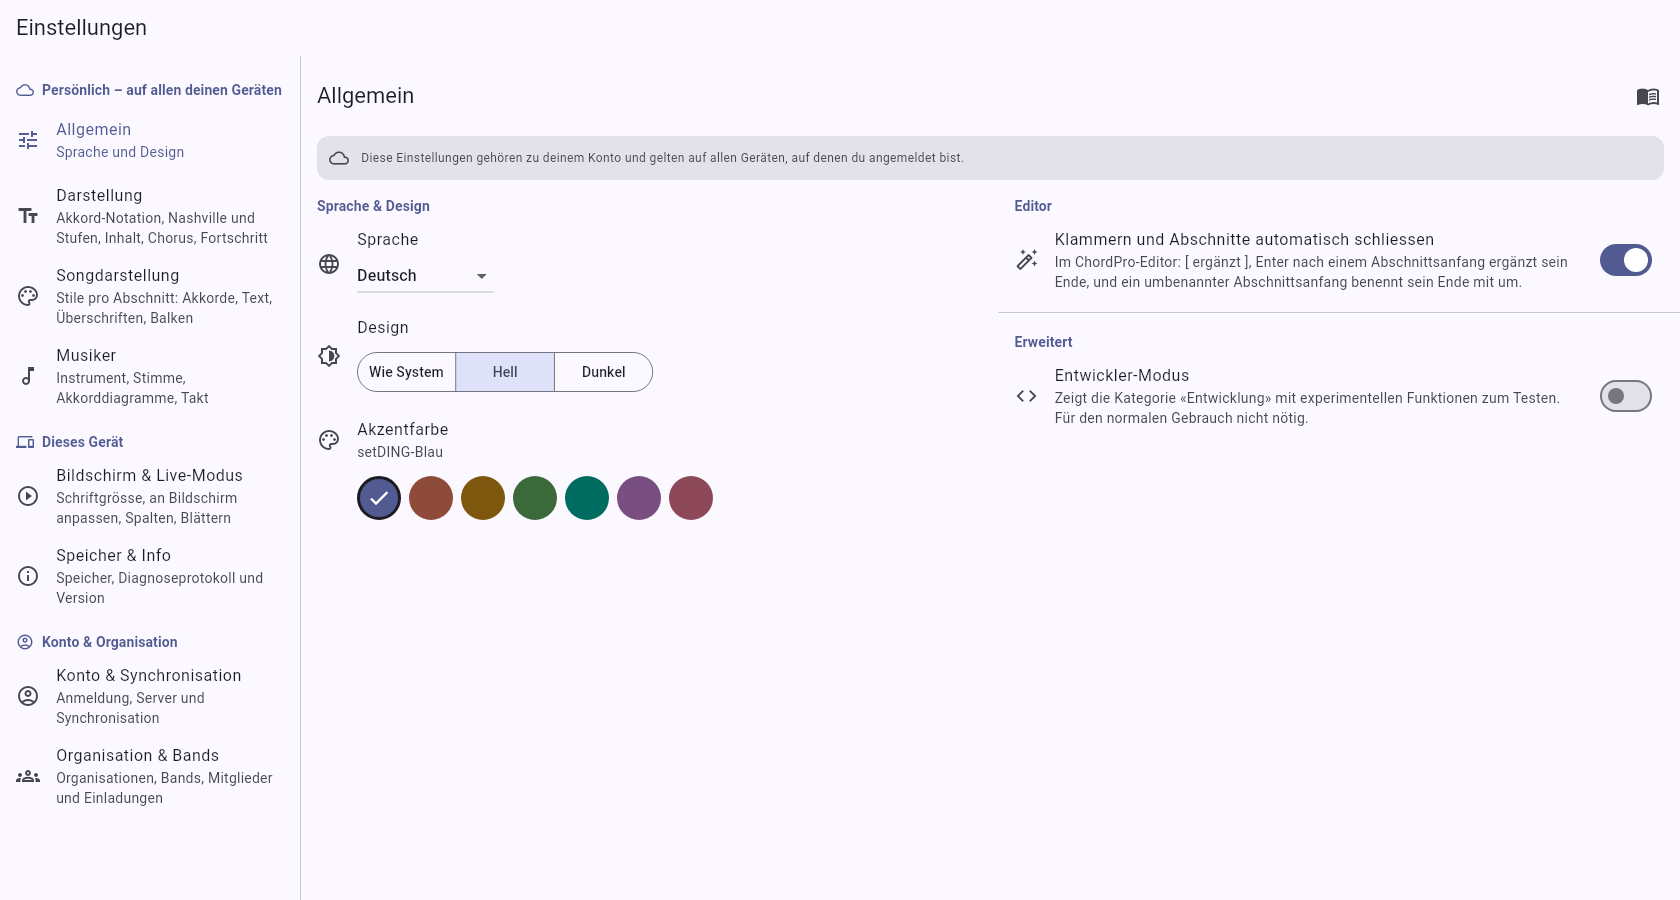 Einstellungen
Persönlich – auf allen deinen Geräten
Allgemein
Sprache und Design
Darstellung
Akkord-Notation, Nashville und
Stufen, Inhalt, Chorus, Fortschritt
Songdarstellung
Stile pro Abschnitt: Akkorde, Text,
Überschriften, Balken
Musiker
Instrument, Stimme,
Akkorddiagramme, Takt
Dieses Gerät
Bildschirm & Live-Modus
Schriftgrösse, an Bildschirm
anpassen, Spalten, Blättern
Speicher & Info
Speicher, Diagnoseprotokoll und
Version
Konto & Organisation
Konto & Synchronisation
Anmeldung, Server und
Synchronisation
Organisation & Bands
Organisationen, Bands, Mitglieder
und Einladungen
Allgemein
Diese Einstellungen gehören zu deinem Konto und gelten auf allen Geräten, auf denen du angemeldet bist.
Sprache & Design
Sprache
Deutsch
Design
Wie System
Hell
Dunkel
Akzentfarbe
setDING-Blau
Editor
Klammern und Abschnitte automatisch schliessen
Im ChordPro-Editor: [ ergänzt ], Enter nach einem Abschnittsanfang ergänzt sein
Ende, und ein umbenannter Abschnittsanfang benennt sein Ende mit um.
Erweitert
Entwickler-Modus
Zeigt die Kategorie «Entwicklung» mit experimentellen Funktionen zum Testen.
Für den normalen Gebrauch nicht nötig.